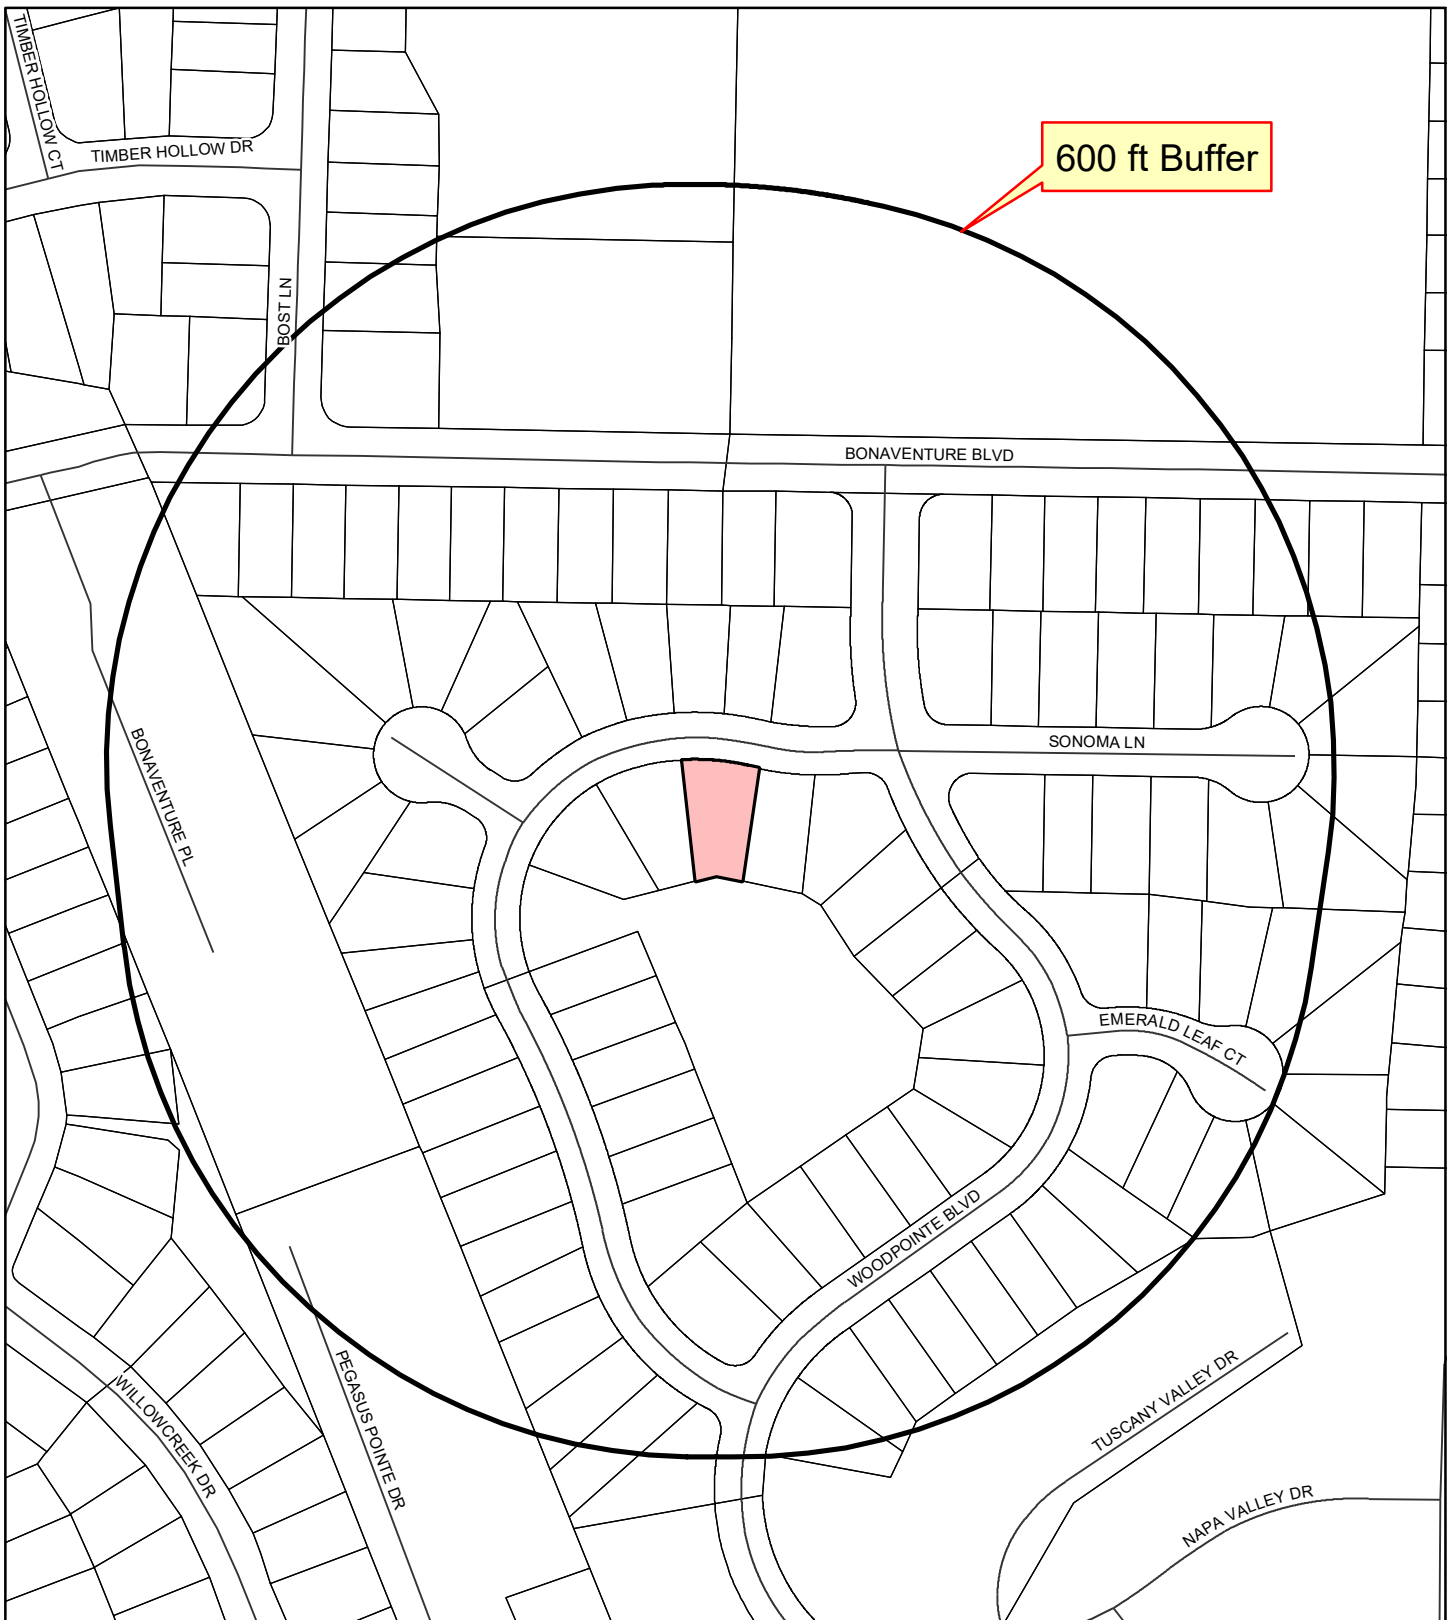 TIMBER HOLLOW CT
TIMBER HOLLOW DR
600 ft Buffer
BOST LN
BONAVENTURE BLVD
SONOMA LN
BONAVENTURE PL
EMERALD LEAF CT
WOODPOINTE BLVD
PEGASUS POINTE DR
WILLOWCREEK DR
TUSCANY VALLEY DR
NAPA VALLEY DR